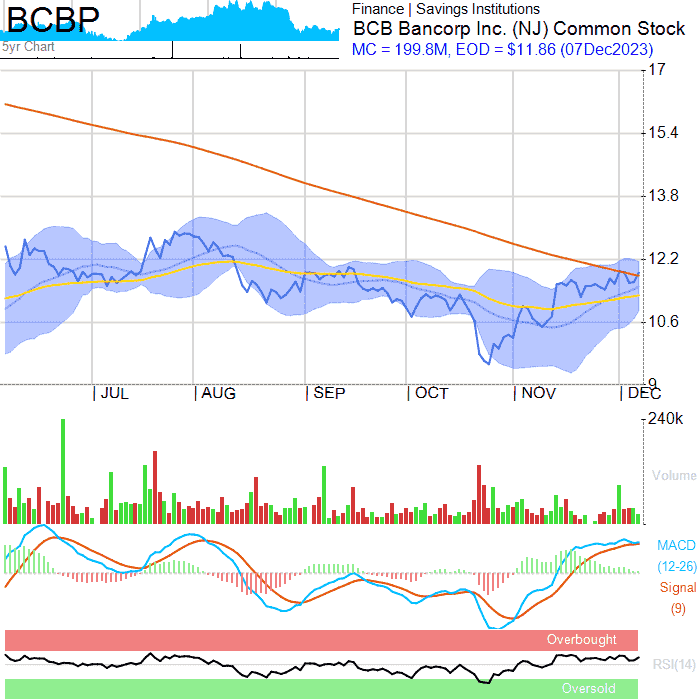 BCBP
5yr Chart
Finance | Savings Institutions
BCB Bancorp Inc. (NJ) Common Stock
MC = 199.8M, EOD = $11.86 (07Dec2023)
17
15.4
13.8
12.2
10.6
9
JUL AUG SEP OCT NOV DEC
240k
Volume
MACD
(12-26)
Signal
(9)
Overbought
RSI(14)
Oversold